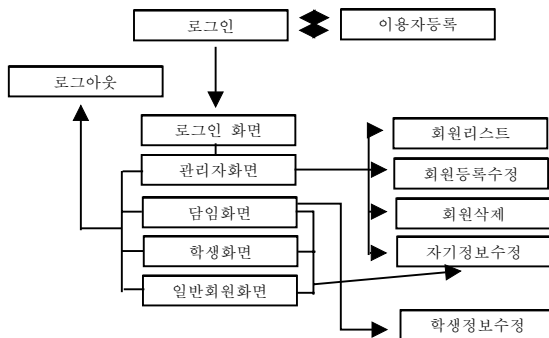 로그인
이용자등록
로그아웃
로그인 화면
회원리스트
관리자화면
회원등록수정
담임화면
회원삭제
학생화면
자기정보수정
일반회원화면
학생정보수정